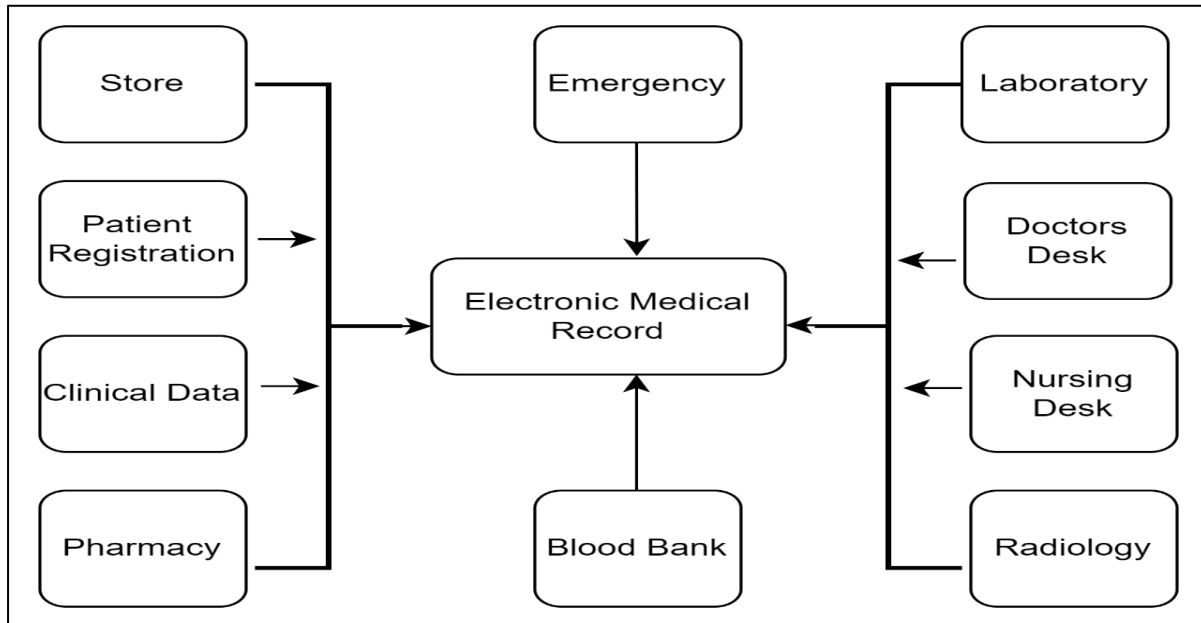 Store
Emergency
Laboratory
Patient
Registration
Doctors
Desk
Electronic Medical
Record
Clinical Data
Nursing
Desk
Pharmacy
Blood Bank
Radiology